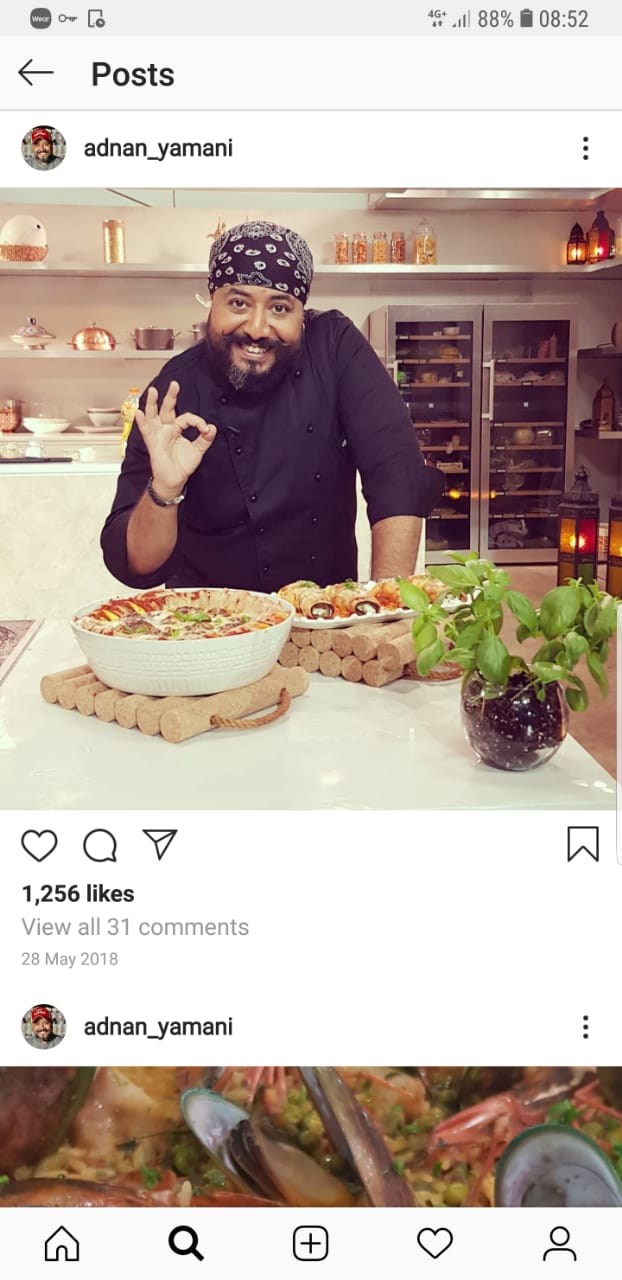 Wear
4G+ 88% 08:52
Posts
adnan_yamani
1,256 likes
View all 31 comments
28 May 2018
adnan_yamani